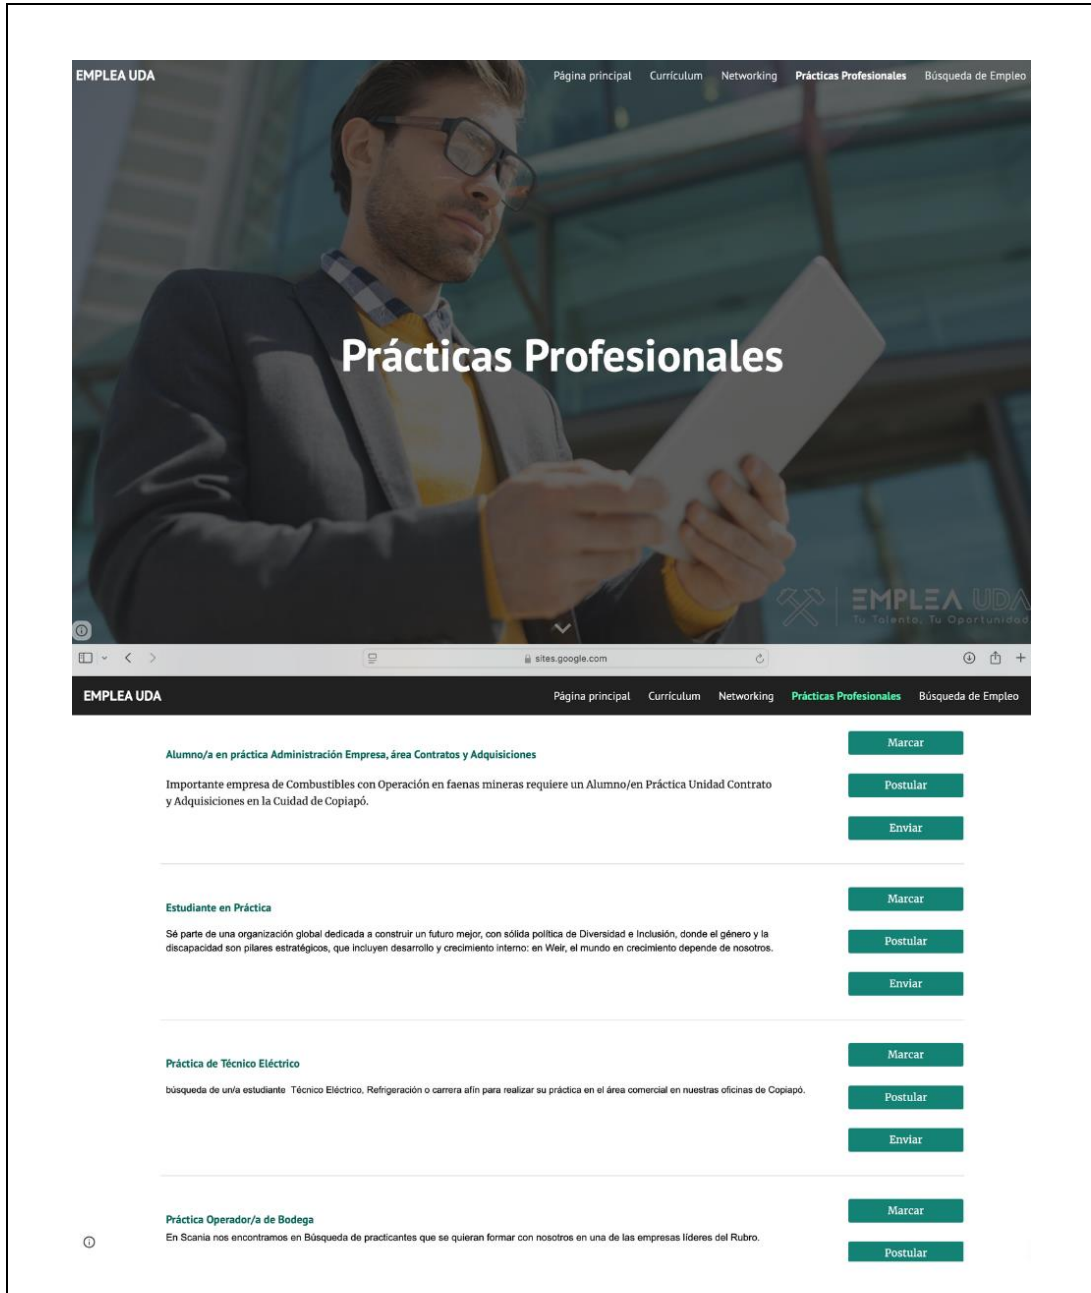 EMPLEA UDA
Página principal Currículum Networking Prácticas Profesionales Búsqueda de Empleo
Prácticas Profesionales
EMPLEA UDA
Tu Talento, Tu Oportunidad
sites.google.com
EMPLEA UDA
Página principal Currículum Networking Prácticas Profesionales Búsqueda de Empleo
Alumno/a en práctica Administración Empresa, área Contratos y Adquisiciones
Importante empresa de Combustibles con Operación en faenas mineras requiere un Alumno/en Práctica Unidad Contrato
y Adquisiciones en la Cuidad de Copiapó.
Marcar
Postular
Enviar
Estudiante en Práctica
Sé parte de una organización global dedicada a construir un futuro mejor, con sólida política de Diversidad e Inclusión, donde el género y la
discapacidad son pilares estratégicos, que incluyen desarrollo y crecimiento interno: en Weir, el mundo en crecimiento depende de nosotros.
Marcar
Postular
Enviar
Práctica de Técnico Eléctrico
búsqueda de un/a estudiante Técnico Eléctrico, Refrigeración o carrera afín para realizar su práctica en el área comercial en nuestras oficinas de Copiapó.
Marcar
Postular
Enviar
Práctica Operador/a de Bodega
En Scania nos encontramos en Búsqueda de practicantes que se quieran formar con nosotros en una de las empresas líderes del Rubro.
Marcar
Postular